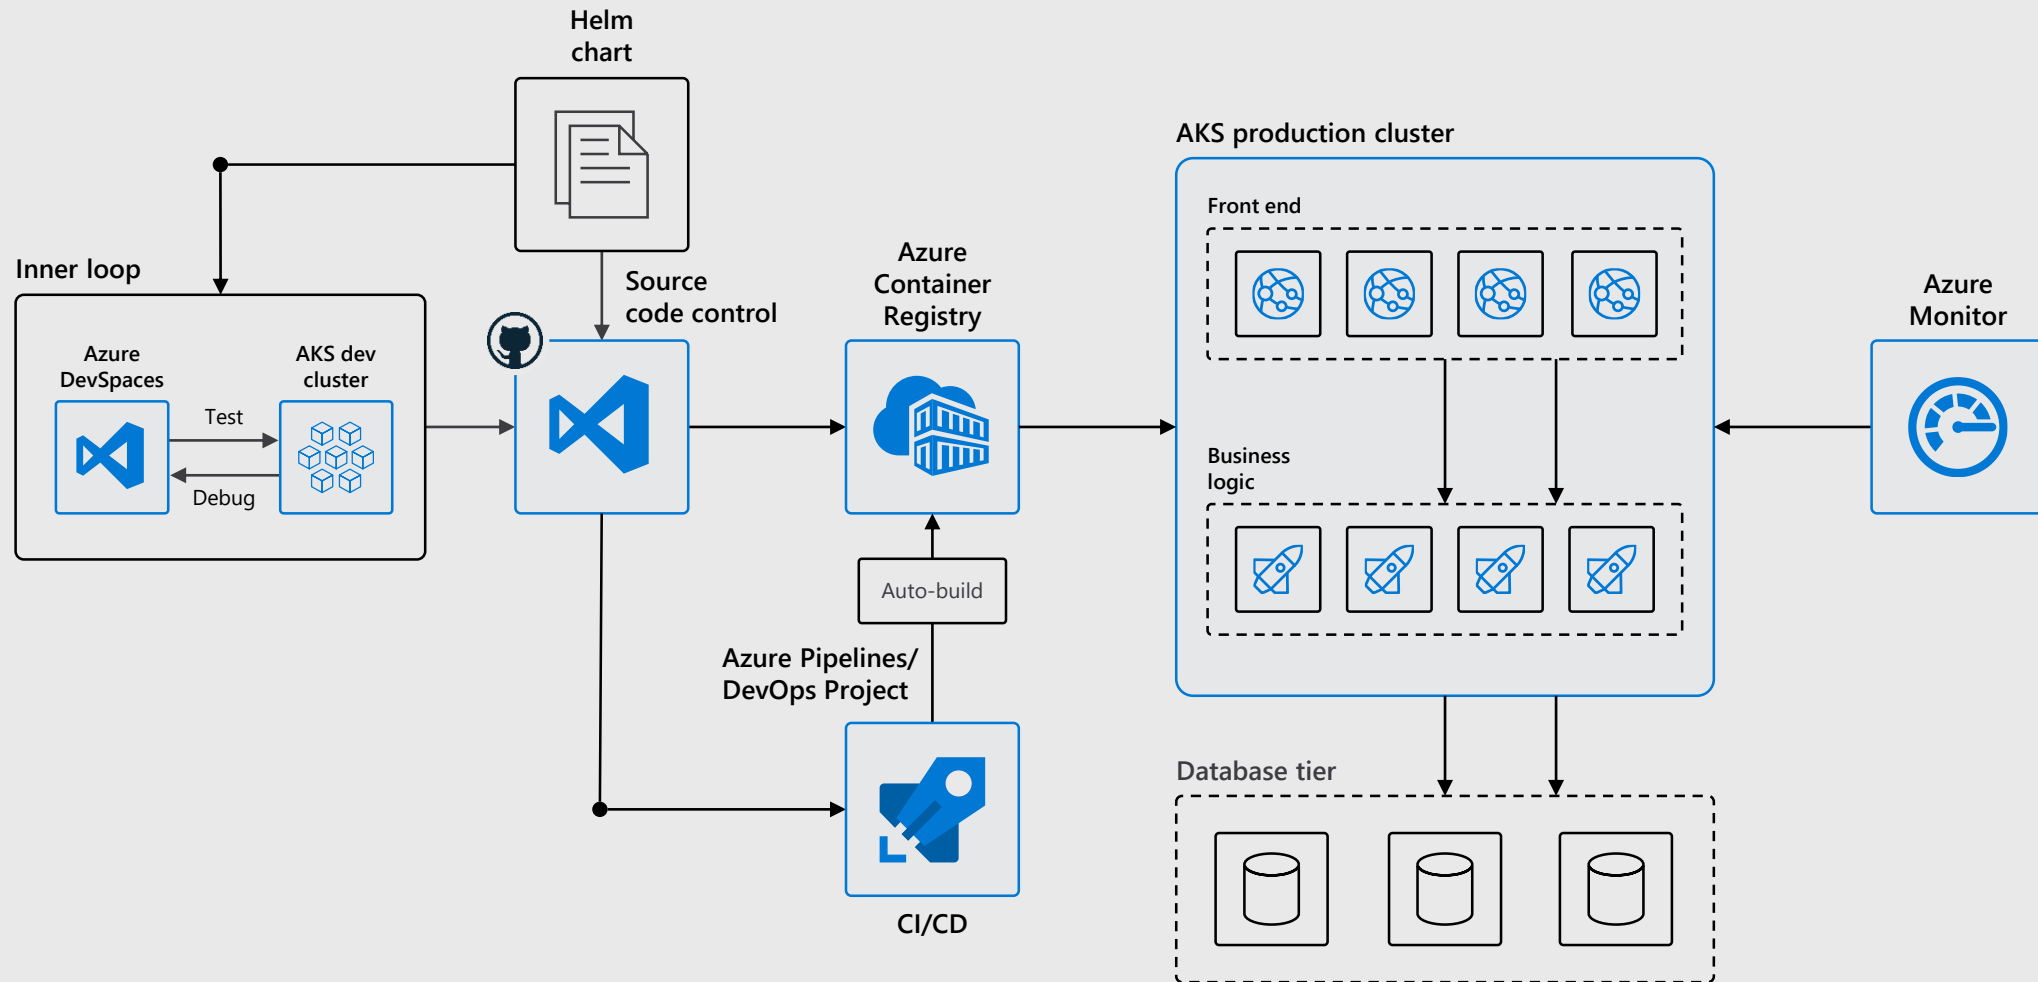 Helm
chart
AKS production cluster
Front end
Inner loop
Source
code control
Azure
Container
Registry
Azure
Monitor
Azure
DevSpaces
AKS dev
cluster
Test
Debug
Business
logic
Auto-build
Azure Pipelines/
DevOps Project
Database tier
CI/CD